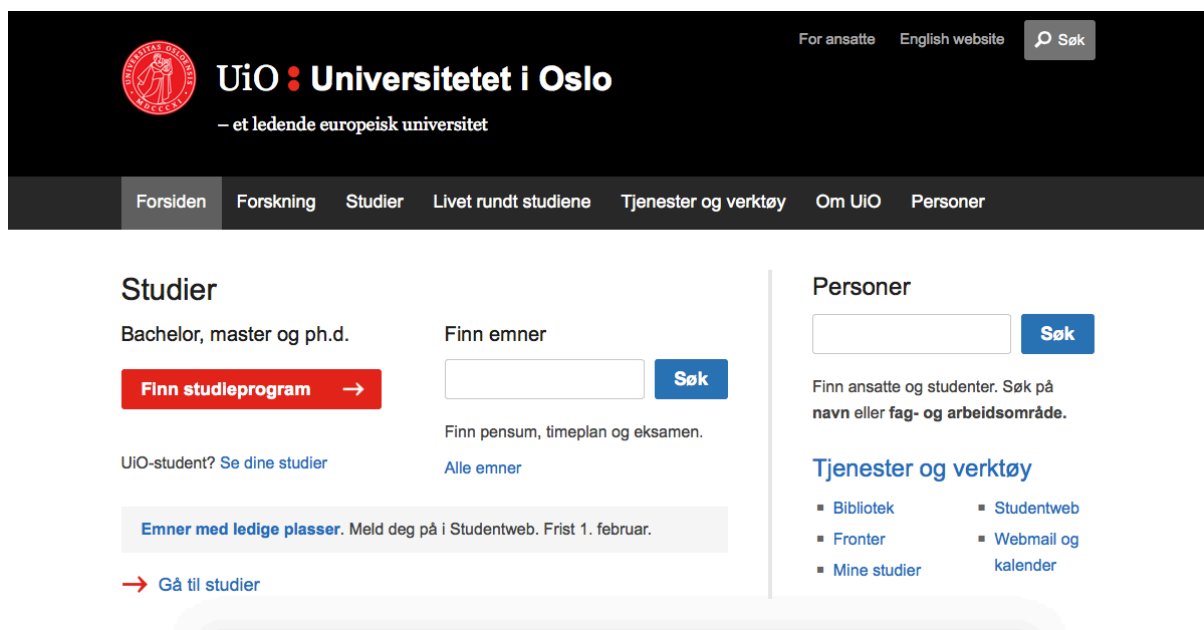 For ansatte English website Søk
UNIVERSITAS OSLOENSIS
MDCCCXI
UiO : Universitetet i Oslo
– et ledende europeisk universitet
Forsiden Forskning Studier Livet rundt studiene Tjenester og verktøy Om UiO Personer
Studier
Bachelor, master og ph.d.
Finn studieprogram →
UiO-student? Se dine studier
Finn emner
Søk
Finn pensum, timeplan og eksamen.
Alle emner
Emner med ledige plasser. Meld deg på i Studentweb. Frist 1. februar.
→ Gå til studier
Personer
Søk
Finn ansatte og studenter. Søk på
navn eller fag- og arbeidsområde.
Tjenester og verktøy
Bibliotek
Fronter
Mine studier
Studentweb
Webmail og
kalender